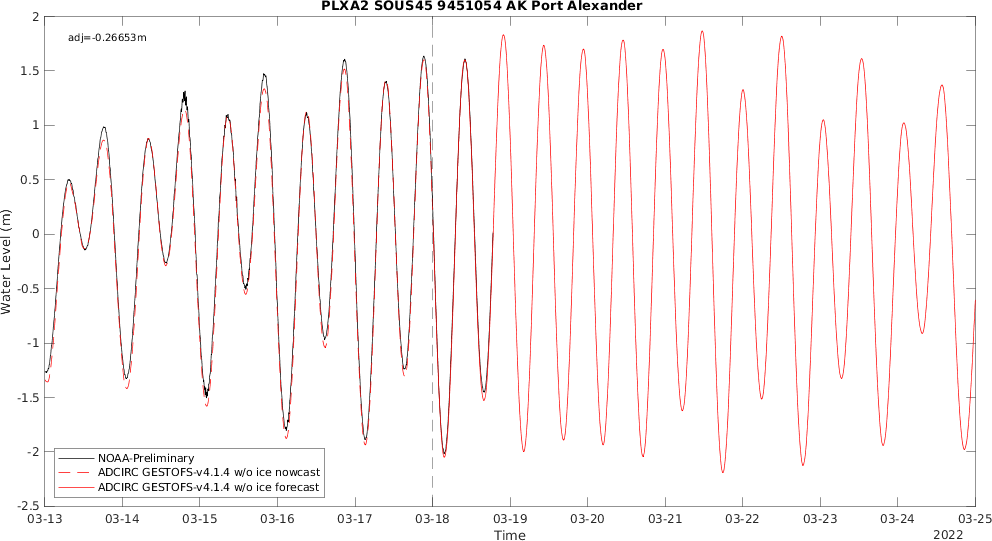 PLXA2 SOUS45 9451054 AK Port Alexander
adj=-0.26653m
2
1.5
1
0.5
0
-0.5
-1
-1.5
-2
-2.5
Water Level (m)
NOAA-Preliminary
ADCIRC GESTOFS-v4.1.4 w/o ice nowcast
ADCIRC GESTOFS-v4.1.4 w/o ice forecast
03-13 03-14 03-15 03-16 03-17 03-18 03-19 03-20 03-21 03-22 03-23 03-24 03-25
Time
2022